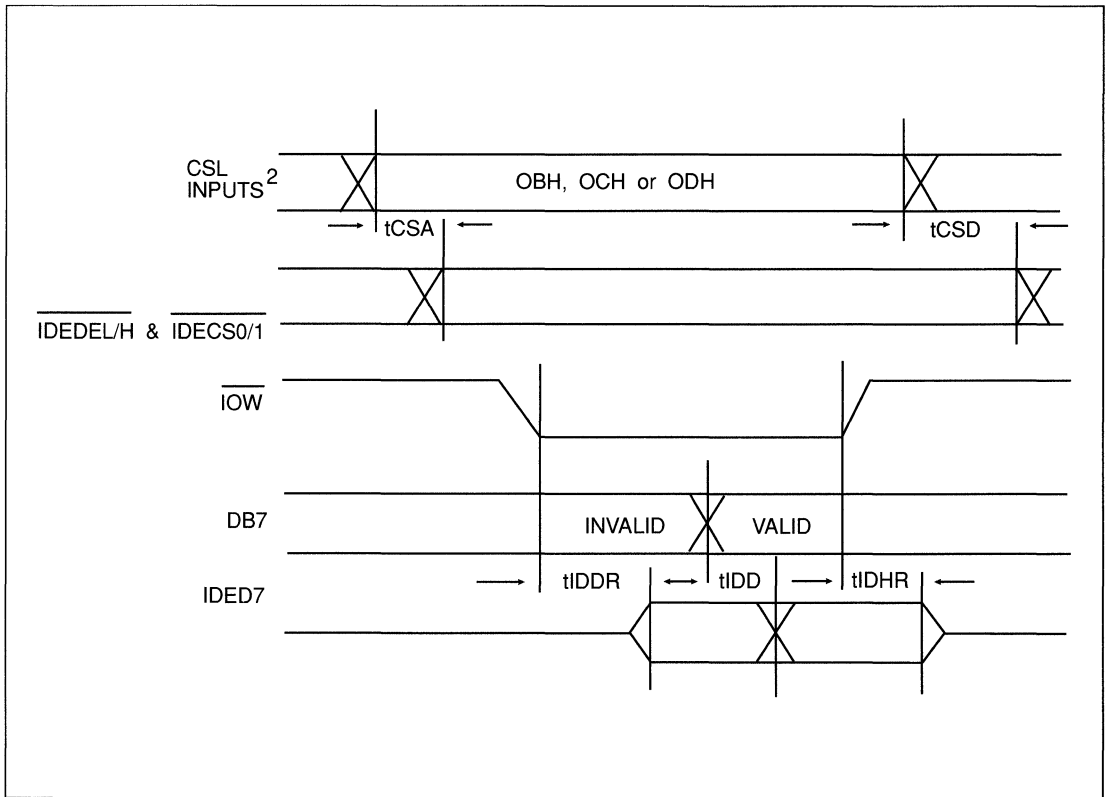 CSL
INPUTS²
OBH, OCH or ODH
tCSA
tCSD
IDEDEL/H & IDECS0/1
IOW
DB7
INVALID
VALID
tIDDR
tIDD
tIDHR
IDED7